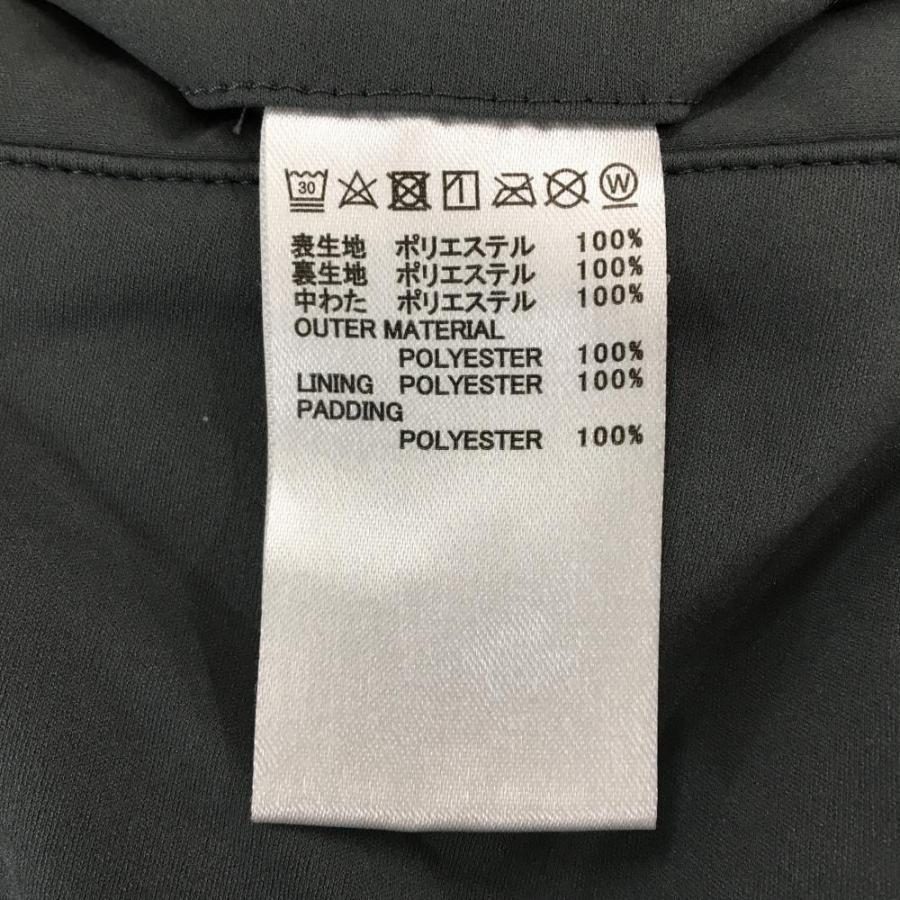 30 W
表生地 ポリエステル 100%
裏生地 ポリエステル 100%
中わた ポリエステル 100%
OUTER MATERIAL
POLYESTER 100%
LINING POLYESTER 100%
PADDING
POLYESTER 100%